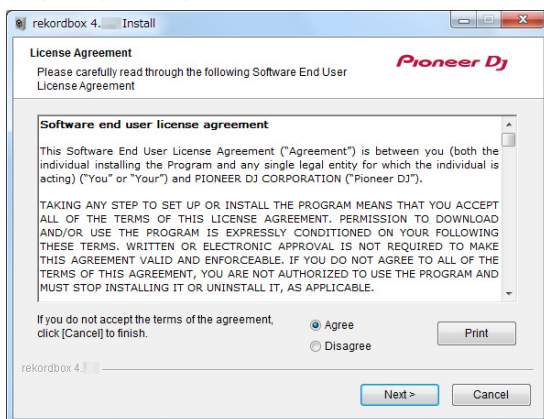 rekordbox 4. Install
License Agreement
Please carefully read through the following Software End User
License Agreement
Pioneer Dj
Software end user license agreement
This Software End User License Agreement (“Agreement”) is between you (both the
individual installing the Program and any single legal entity for which the individual is
acting) (“You” or “Your”) and PIONEER DJ CORPORATION (“Pioneer DJ”).
TAKING ANY STEP TO SET UP OR INSTALL THE PROGRAM MEANS THAT YOU ACCEPT
ALL OF THE TERMS OF THIS LICENSE AGREEMENT. PERMISSION TO DOWNLOAD
AND/OR USE THE PROGRAM IS EXPRESSLY CONDITIONED ON YOUR FOLLOWING
THESE TERMS. WRITTEN OR ELECTRONIC APPROVAL IS NOT REQUIRED TO MAKE
THIS AGREEMENT VALID AND ENFORCEABLE. IF YOU DO NOT AGREE TO ALL OF THE
TERMS OF THIS AGREEMENT, YOU ARE NOT AUTHORIZED TO USE THE PROGRAM AND
MUST STOP INSTALLING IT OR UNINSTALL IT, AS APPLICABLE.
If you do not accept the terms of the agreement,
click [Cancel] to finish.
Agree
Disagree
Print
rekordbox 4.
Next >
Cancel